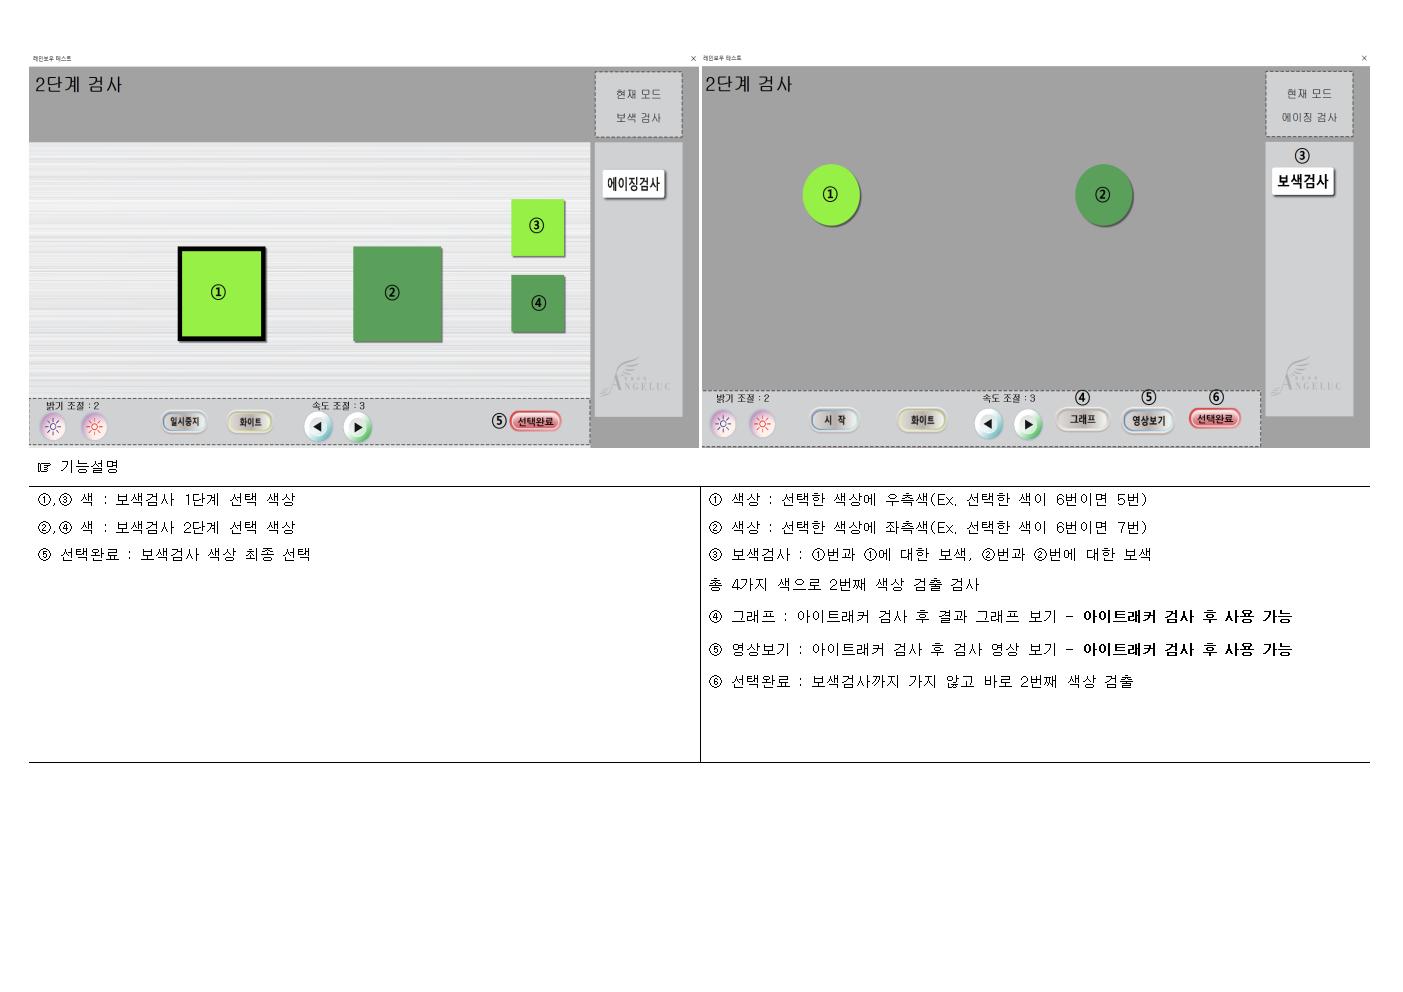 레인보우 테스트
×
2단계 검사
현재 모드
보색 검사
에이징검사
①
②
③
④
ANGELUC
밝기 조절 : 2
일시중지
화이트
속도 조절 : 3
⑤ 선택완료
레인보우 테스트
×
2단계 검사
현재 모드
에이징 검사
③
보색검사
①
②
ANGELUC
밝기 조절 : 2
시 작
화이트
속도 조절 : 3
④
그래프
⑤
영상보기
⑥
선택완료
☞ 기능설명
①,③ 색 : 보색검사 1단계 선택 색상
②,④ 색 : 보색검사 2단계 선택 색상
⑤ 선택완료 : 보색검사 색상 최종 선택
① 색상 : 선택한 색상에 우측색(Ex. 선택한 색이 6번이면 5번)
② 색상 : 선택한 색상에 좌측색(Ex. 선택한 색이 6번이면 7번)
③ 보색검사 : ①번과 ①에 대한 보색, ②번과 ②번에 대한 보색
총 4가지 색으로 2번째 색상 검출 검사
④ 그래프 : 아이트래커 검사 후 결과 그래프 보기 - 아이트래커 검사 후 사용 가능
⑤ 영상보기 : 아이트래커 검사 후 검사 영상 보기 - 아이트래커 검사 후 사용 가능
⑥ 선택완료 : 보색검사까지 가지 않고 바로 2번째 색상 검출